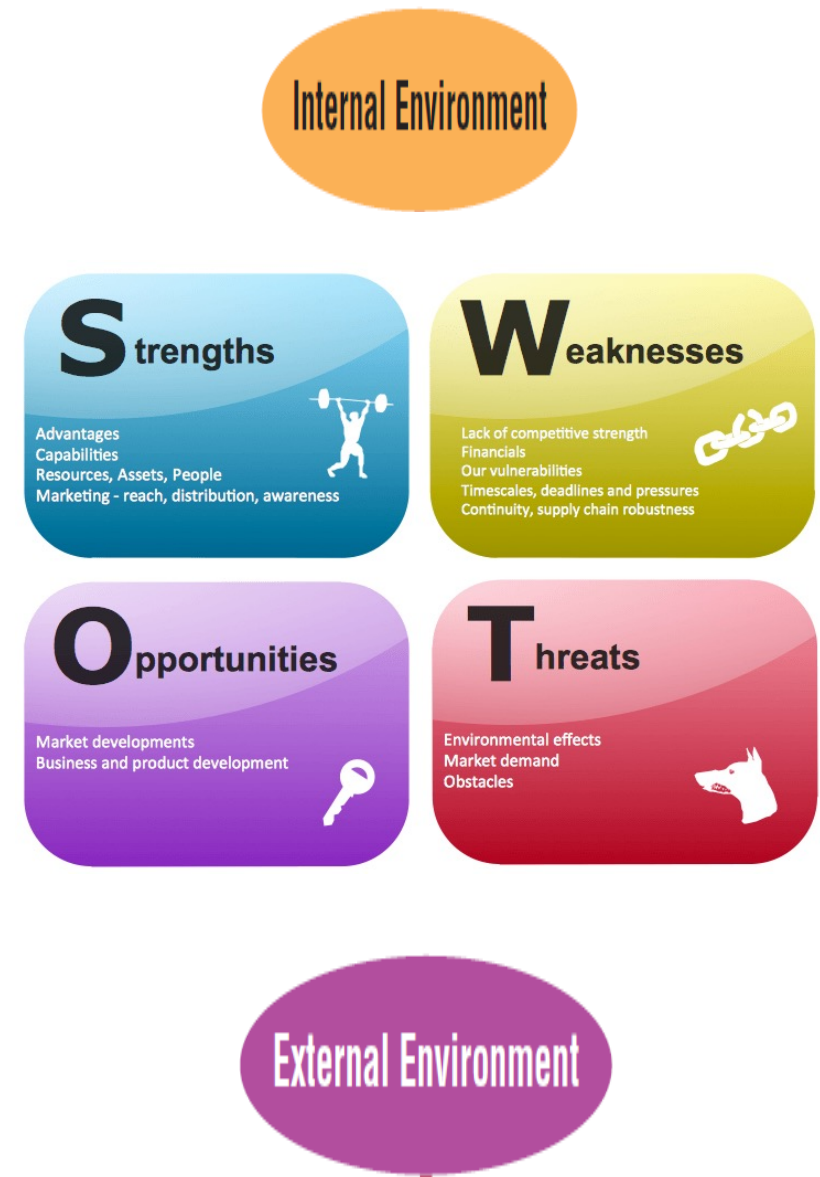 Internal Environment
Strengths
Advantages
Capabilities
Resources, Assets, People
Marketing - reach, distribution, awareness
Weaknesses
Lack of competitive strength
Financials
Our vulnerabilities
Timescales, deadlines and pressures
Continuity, supply chain robustness
Opportunities
Market developments
Business and product development
Threats
Environmental effects
Market demand
Obstacles
External Environment